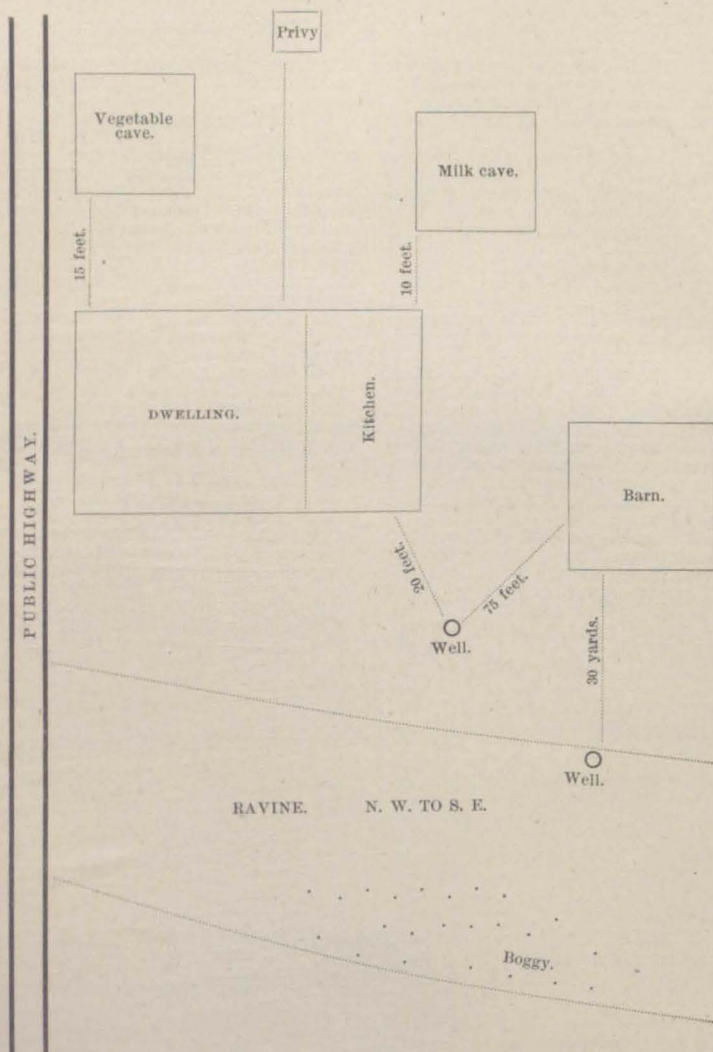 Privy
Vegetable
cave.
Milk cave.
15 feet.
10 feet.
DWELLING.
Kitchen.
Barn.
PUBLIC HIGHWAY.
20 feet.
75 feet.
Well.
30 yards.
Well.
RAVINE. N. W. TO S. E.
Boggy.